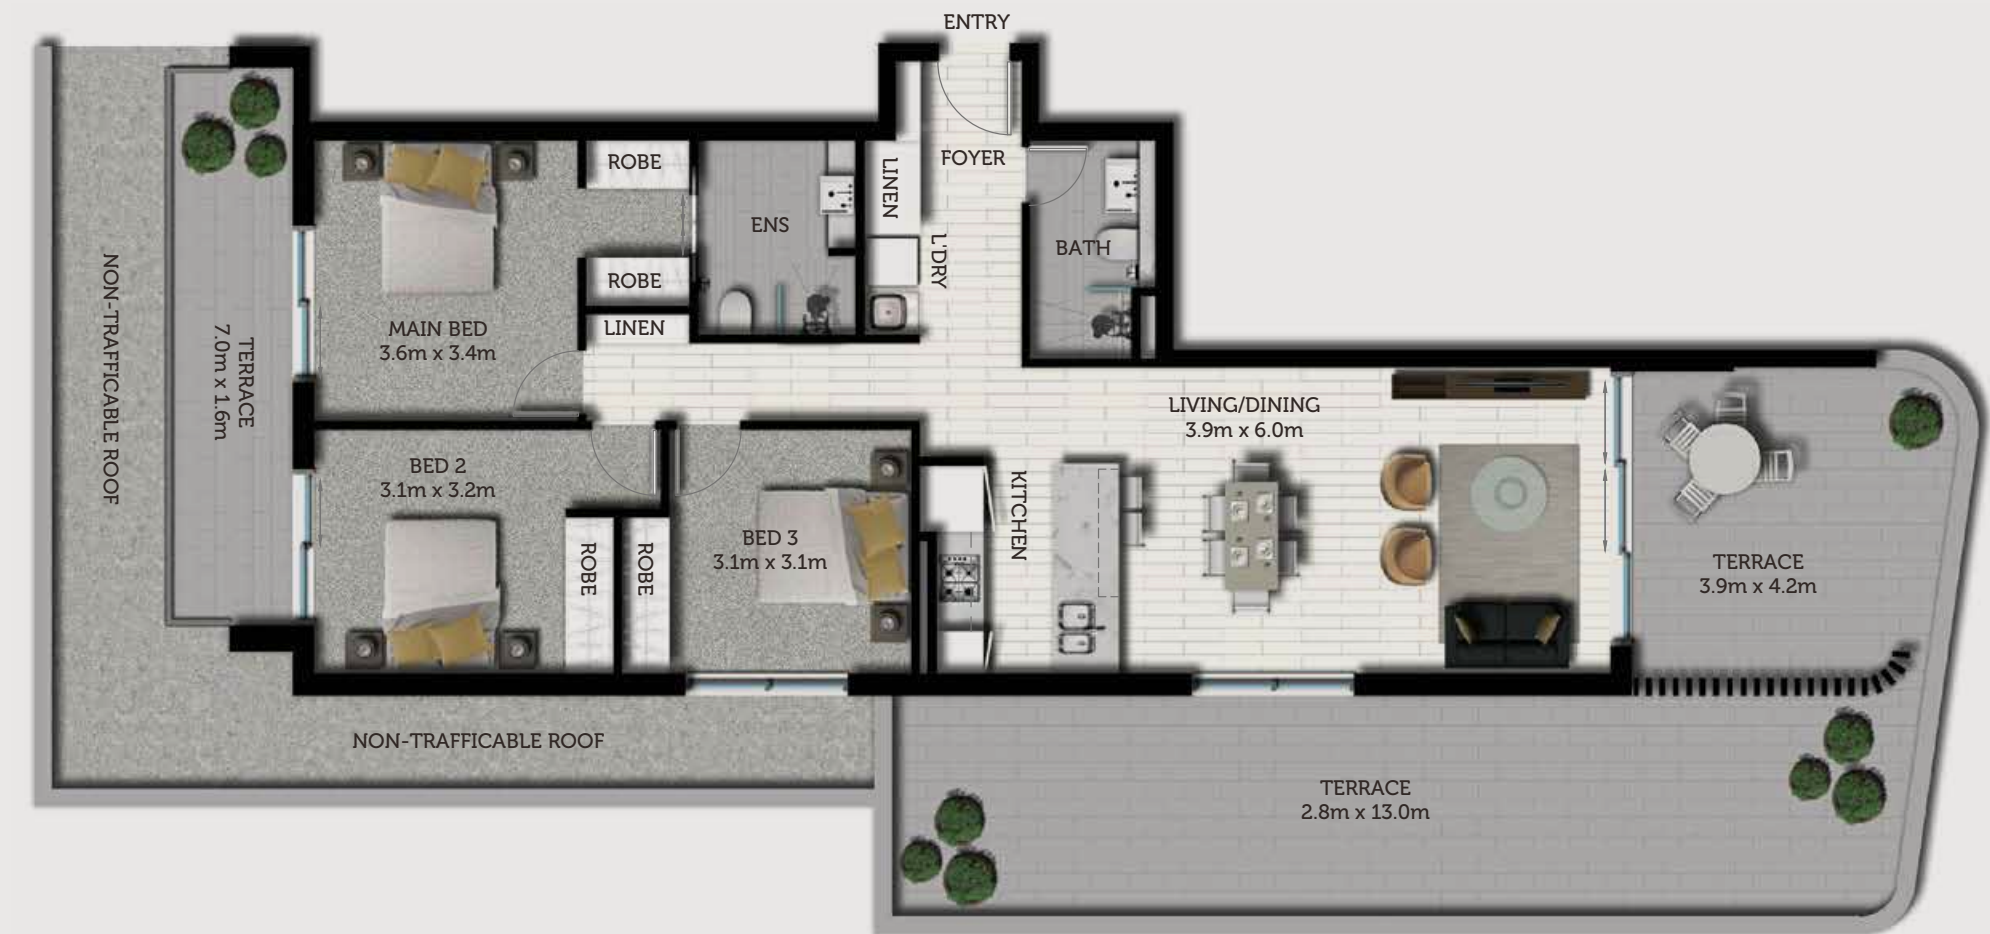 ENTRY
FOYER
ROBE
ENS
LINEN
L'DRY
BATH
ROBE
LINEN
MAIN BED
3.6m x 3.4m
NON-TRAFFICABLE ROOF
TERRACE
7.0m x 1.6m
LIVING/DINING
3.9m x 6.0m
BED 2
3.1m x 3.2m
KITCHEN
BED 3
3.1m x 3.1m
ROBE
ROBE
TERRACE
3.9m x 4.2m
NON-TRAFFICABLE ROOF
TERRACE
2.8m x 13.0m